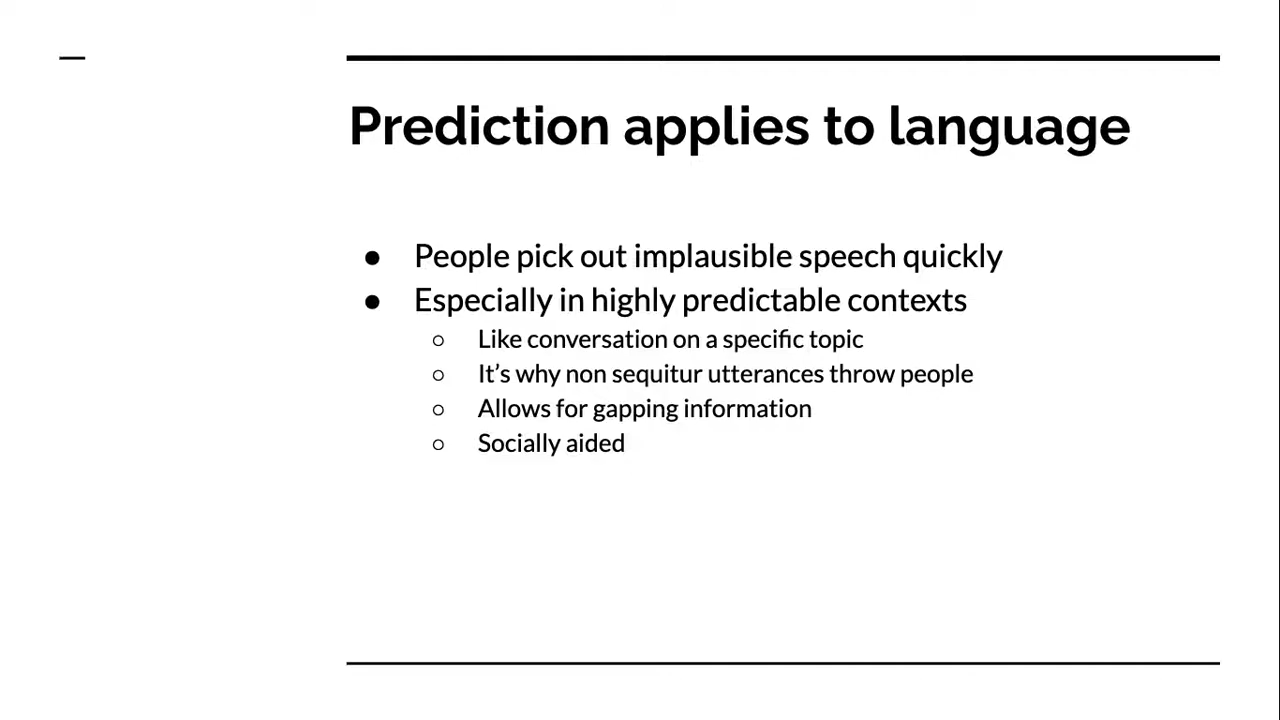 Prediction applies to language
● People pick out implausible speech quickly
● Especially in highly predictable contexts
○ Like conversation on a specific topic
○ It’s why non sequitur utterances throw people
○ Allows for gapping information
○ Socially aided